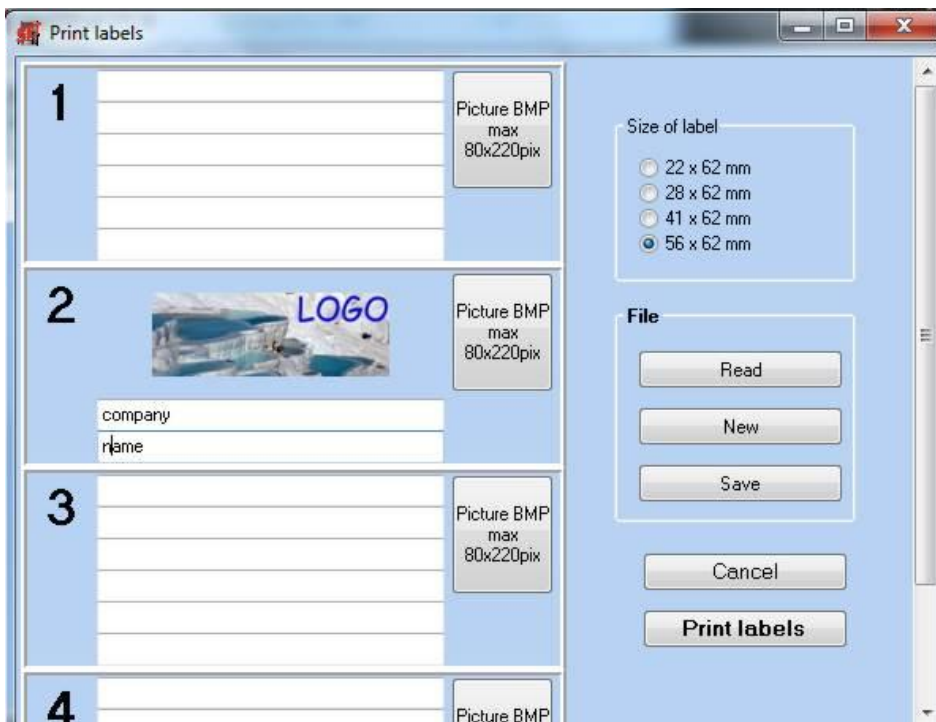 Print labels
1
Picture BMP
max
80x220pix
2
LOGO
Picture BMP
max
80x220pix
company
name
3
Picture BMP
max
80x220pix
4
Picture BMP
Size of label
22 x 62 mm
28 x 62 mm
41 x 62 mm
56 x 62 mm
File
Read
New
Save
Cancel
Print labels